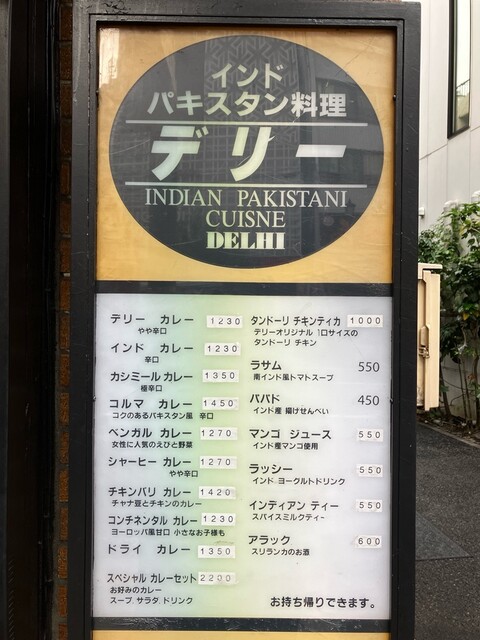 インド
パキスタン料理
デリー
INDIAN PAKISTANI
CUISNE
DELHI
デリー カレー 1230
やや辛口
インド カレー 1230
辛口
カシミールカレー 1350
極辛口
コルマ カレー 1450
コクのあるパキスタン風 辛口
ベンガル カレー 1270
女性に人気のえびと野菜
シャーヒー カレー 1270
やや辛口
チキンバリ カレー 1420
チャナ豆とチキンのカレー
コンチネンタル カレー 1230
ヨーロッパ風甘口 小さなお子様も
ドライ カレー 1350
スペシャル カレーセット 2200
お好みのカレー
スープ, サラダ, ドリンク
タンドーリ チキンティカ 1000
デリーオリジナル 1口サイズの
タンドーリ チキン
ラサム 550
南インド風トマトスープ
パパド 450
インド産 揚げせんべい
マンゴ ジュース 550
インド産マンゴ使用
ラッシー 550
インド ヨーグルトドリンク
インディアン ティー 550
スパイスミルクティー
アラック 600
スリランカのお酒
お持ち帰りできます。